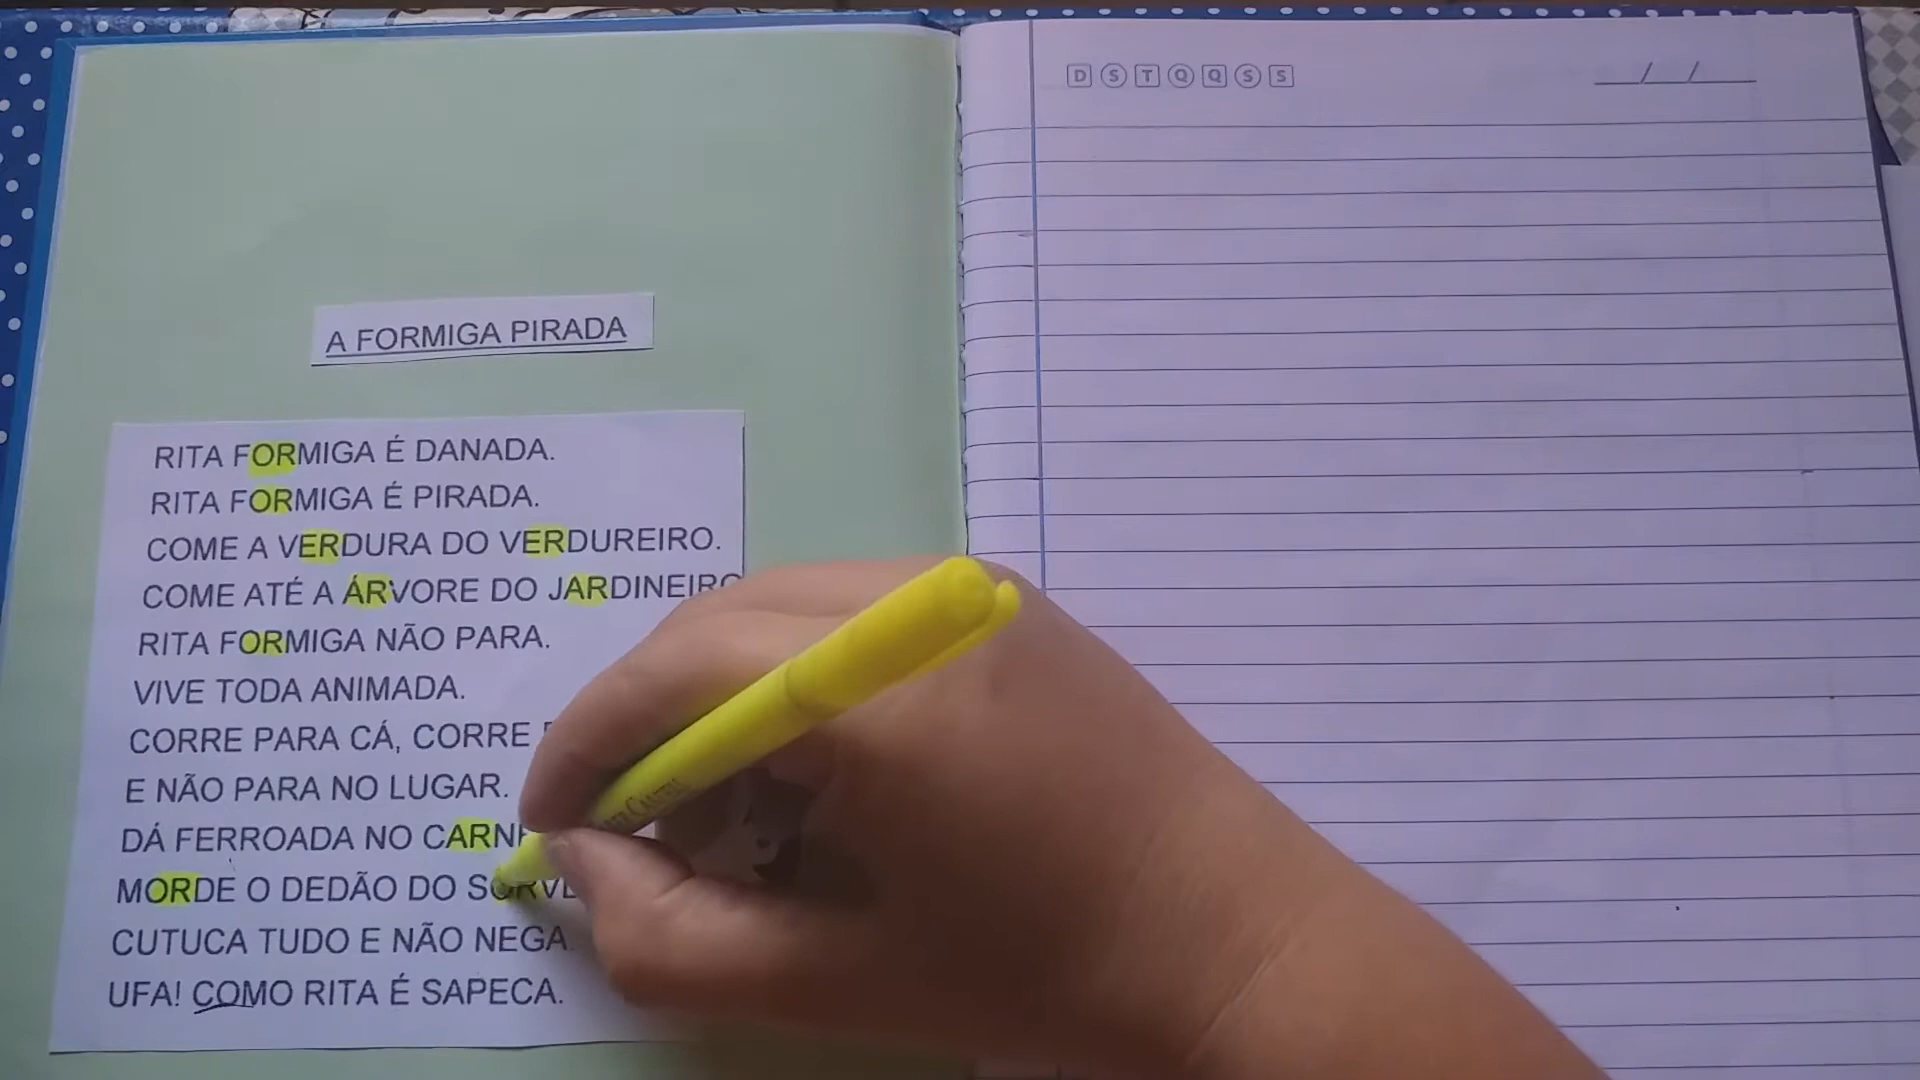 D S T Q Q S S
A FORMIGA PIRADA
RITA FORMIGA É DANADA.
RITA FORMIGA É PIRADA.
COME A VERDURA DO VERDUREIRO.
COME ATÉ A ÁRVORE DO JARDINEIRO
RITA FORMIGA NÃO PARA.
VIVE TODA ANIMADA.
CORRE PARA CÁ, CORRE
E NÃO PARA NO LUGAR.
DÁ FERROADA NO
MORDE O DEDÃO DO
CUTUCA TUDO E NÃO NEGA.
UFA! COMO RITA É SAPECA.